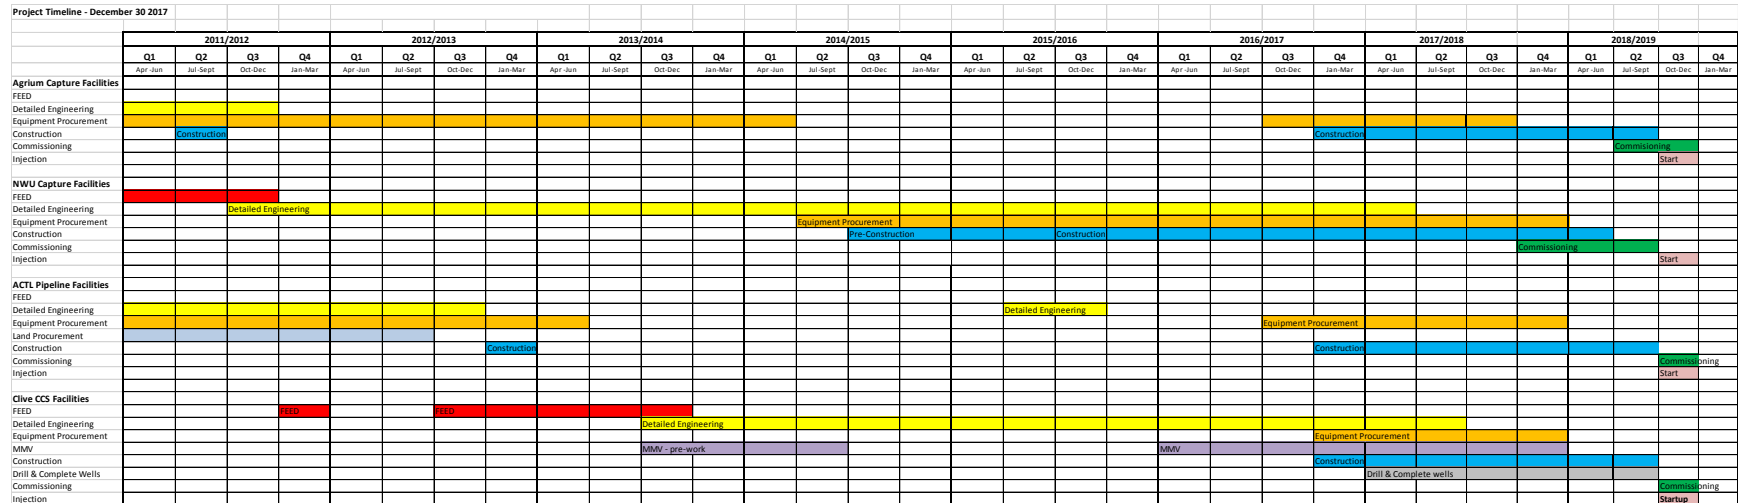 Project Timeline - December 30 2017
2011/2012 2012/2013 2013/2014 2014/2015 2015/2016 2016/2017 2017/2018 2018/2019
Q1 Q2 Q3 Q4 Q1 Q2 Q3 Q4 Q1 Q2 Q3 Q4 Q1 Q2 Q3 Q4 Q1 Q2 Q3 Q4 Q1 Q2 Q3 Q4 Q1 Q2 Q3 Q4 Q1 Q2 Q3 Q4
Apr-Jun Jul-Sept Oct-Dec Jan-Mar Apr-Jun Jul-Sept Oct-Dec Jan-Mar Apr-Jun Jul-Sept Oct-Dec Jan-Mar Apr-Jun Jul-Sept Oct-Dec Jan-Mar Apr-Jun Jul-Sept Oct-Dec Jan-Mar Apr-Jun Jul-Sept Oct-Dec Jan-Mar Apr-Jun Jul-Sept Oct-Dec Jan-Mar Apr-Jun Jul-Sept Oct-Dec Jan-Mar
Agrium Capture Facilities
FEED
Detailed Engineering
Equipment Procurement
Construction Construction Construction
Commissioning Commisioning
Injection Start
NWU Capture Facilities
FEED
Detailed Engineering Detailed Engineering
Equipment Procurement Equipment Procurement
Construction Pre-Construction Construction
Commissioning Commissioning
Injection Start
ACTL Pipeline Facilities
FEED
Detailed Engineering Detailed Engineering
Equipment Procurement Equipment Procurement
Land Procurement
Construction Construction Construction
Commissioning Commissioning
Injection Start
Clive CCS Facilities
FEED FEED FEED
Detailed Engineering Detailed Engineering
Equipment Procurement Equipment Procurement
MMV MMV - pre-work MMV
Construction Construction
Drill & Complete Wells Drill & Complete wells
Commissioning Commissioning
Injection Startup